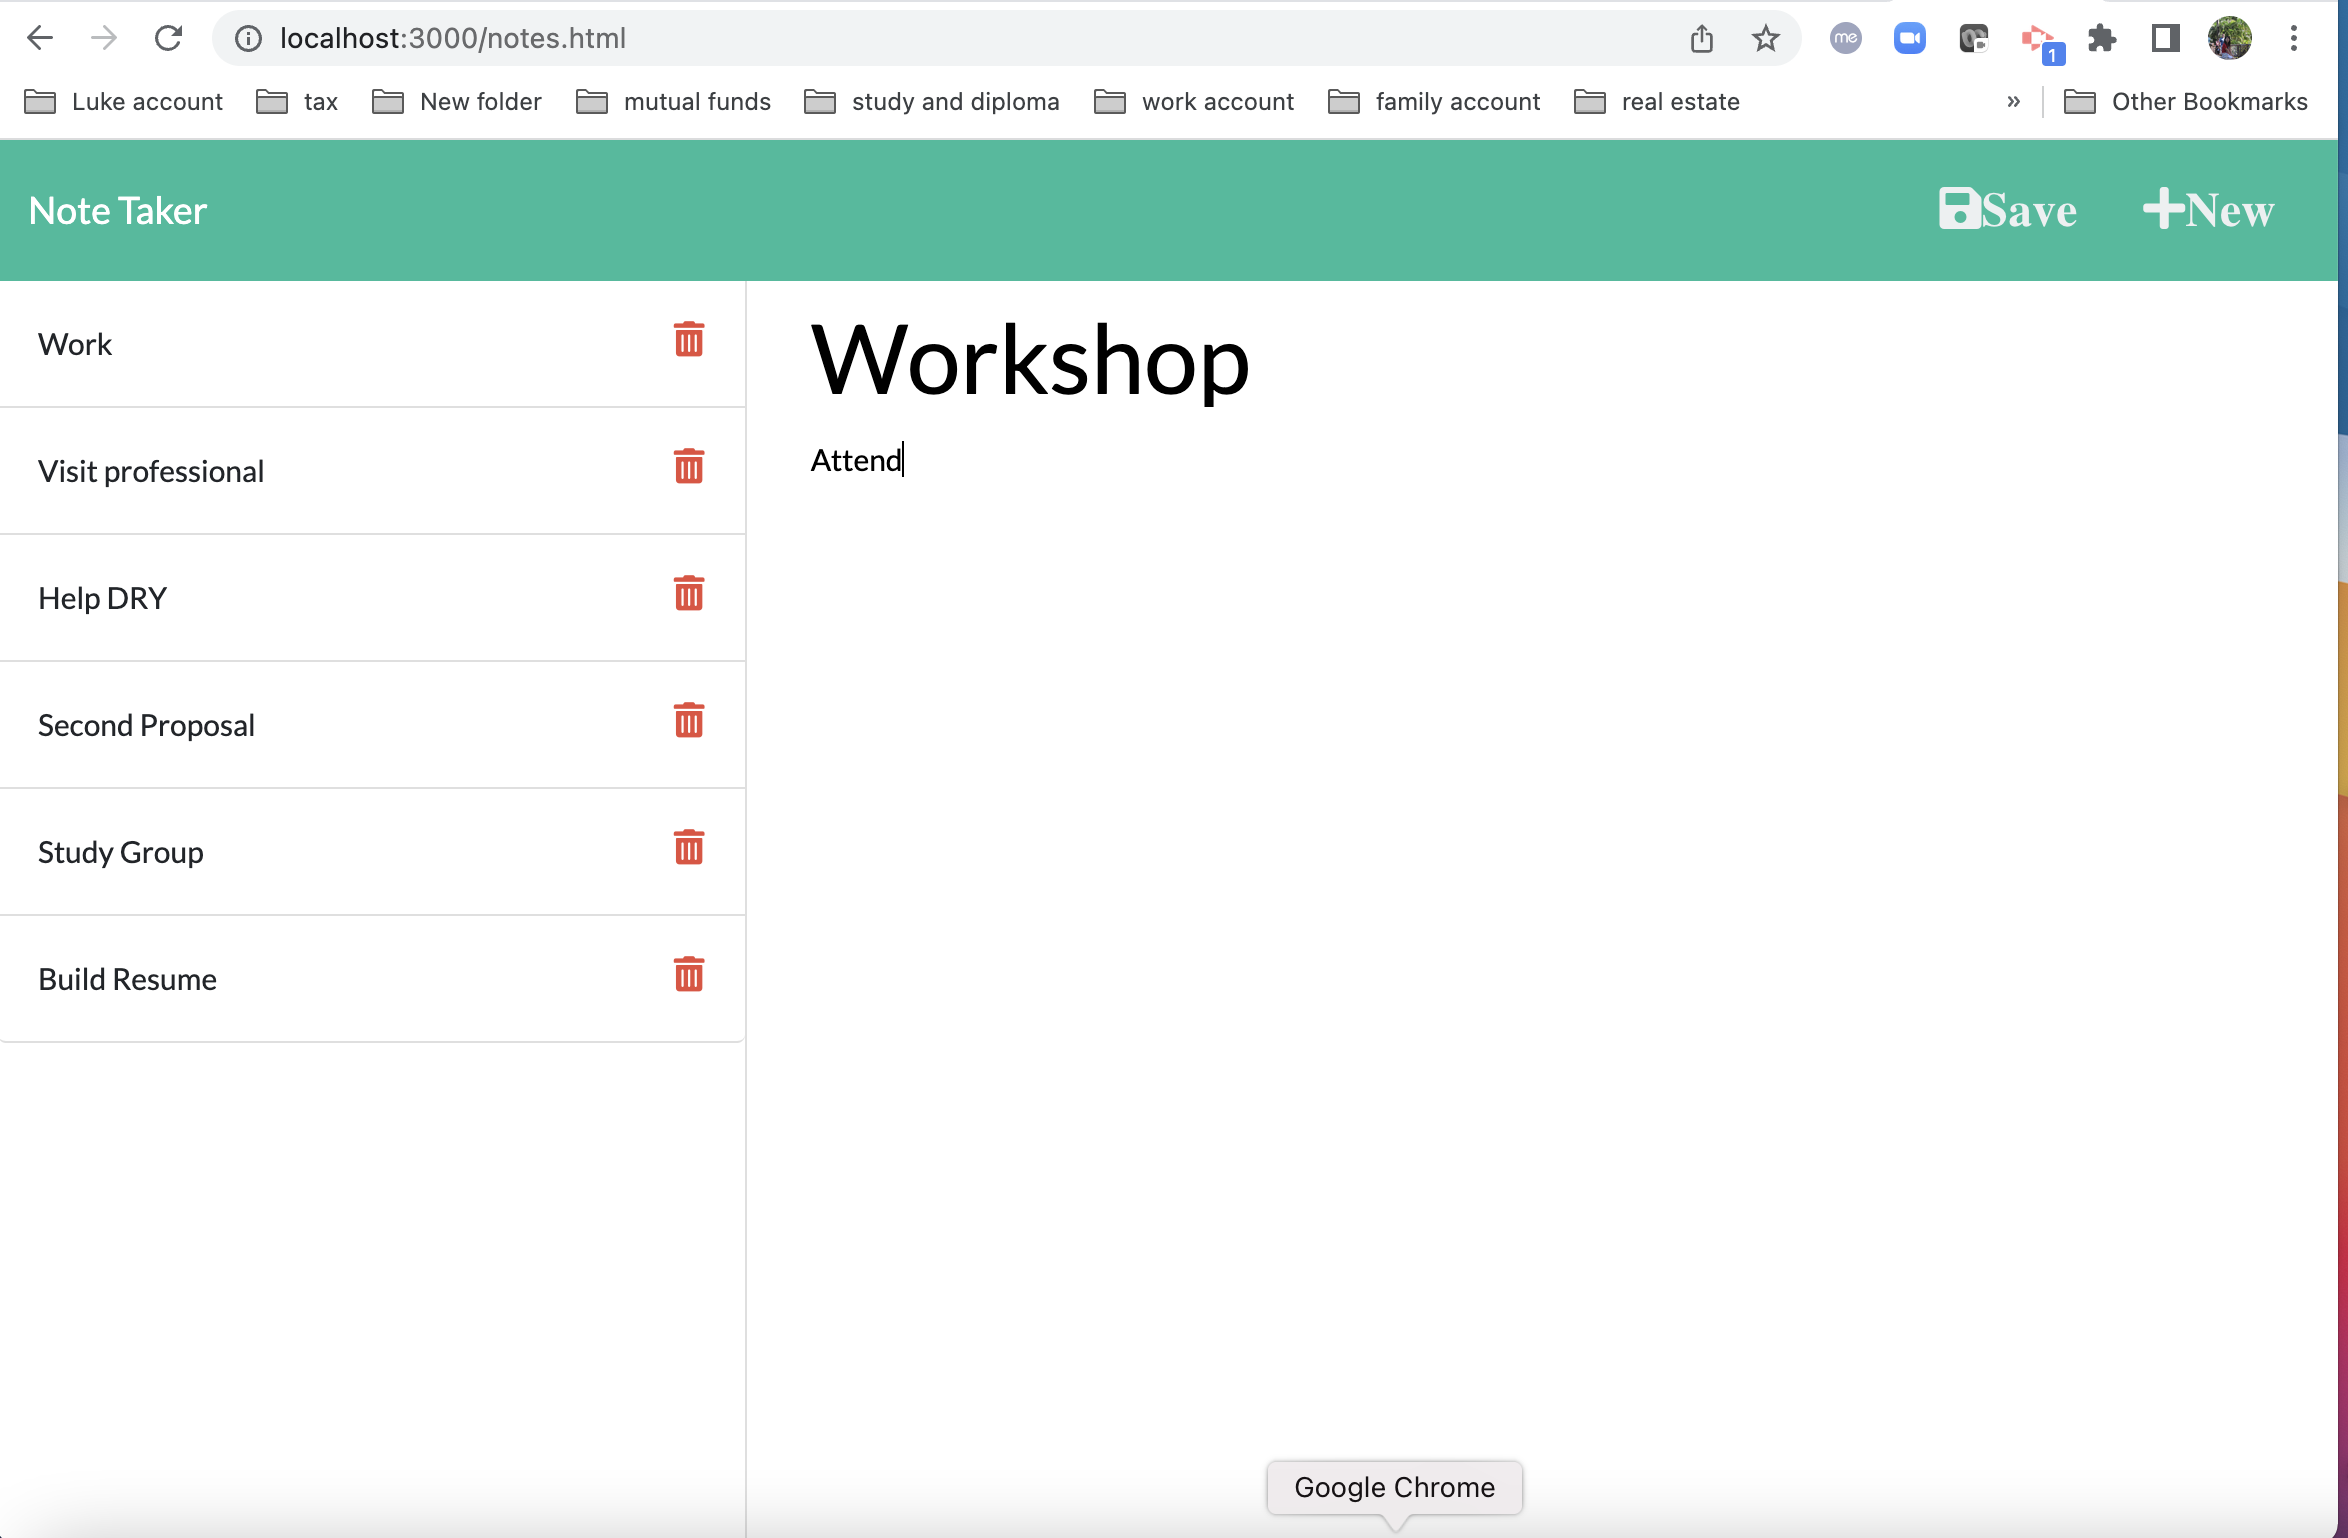 localhost:3000/notes.html
me
1
Luke account tax New folder mutual funds study and diploma work account family account real estate » Other Bookmarks
Note Taker Save New
Work
Visit professional
Help DRY
Second Proposal
Study Group
Build Resume
Workshop
Attend
Google Chrome